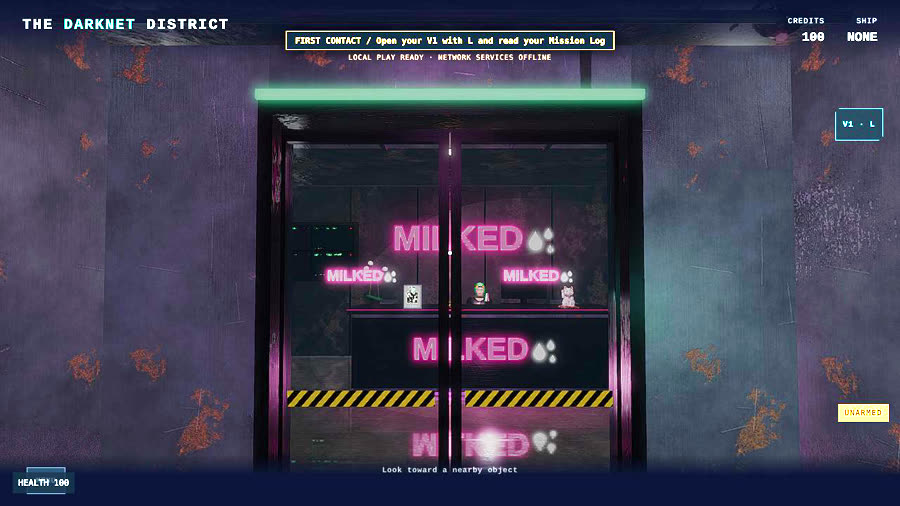 THE DARKNET DISTRICT
CREDITS SHIP
100 NONE
FIRST CONTACT / Open your V1 with L and read your Mission Log
LOCAL PLAY READY · NETWORK SERVICES OFFLINE
V1 · L
MILKED
MILKED MILKED
MILKED
MILKED
UNARMED
Look toward a nearby object
HEALTH 100